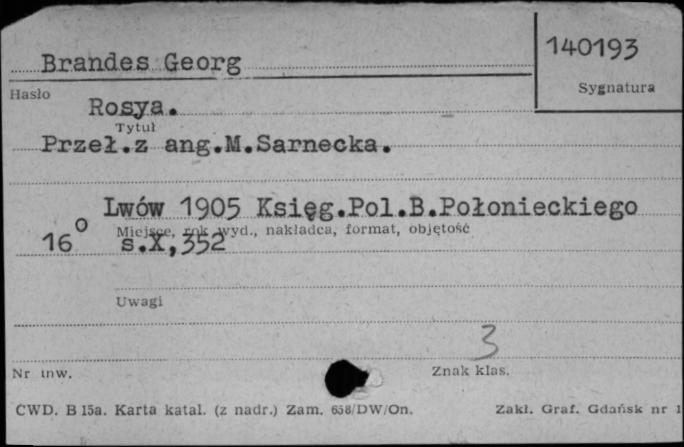 140193
Brandes Georg
Hasło
Sygnatura
Rosya.
Tytuł
Przeł.z ang.M.Sarnecka.
Lwów 1905 Księg.Pol.B.Połonieckiego
Miejsce, rok wyd., nakładca, format, objętość
16° s.X,352
Uwagi
3
Nr inw.
Znak klas.
CWD. B 15a. Karta katal. (z nadr.) Zam. 658/DW/On.
Zakł. Graf. Gdańsk nr 1